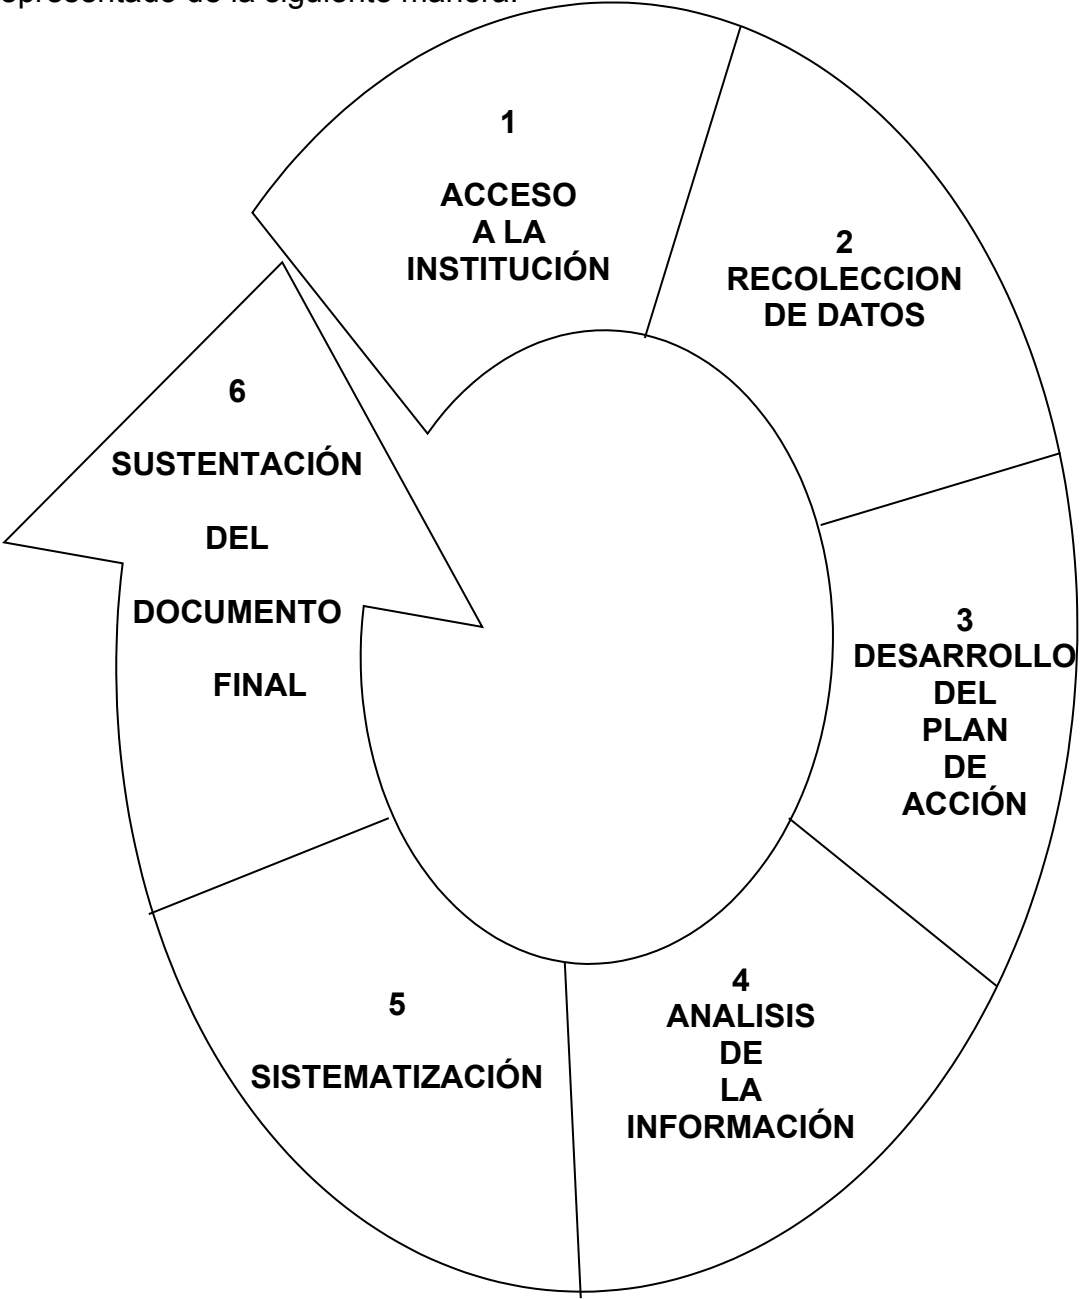 de la siguiente manera:
1
ACCESO
A LA
INSTITUCIÓN
2
RECOLECCION
DE DATOS
3
DESARROLLO
DEL
PLAN
DE
ACCIÓN
4
ANALISIS
DE
LA
INFORMACIÓN
5
SISTEMATIZACIÓN
6
SUSTENTACIÓN
DEL
DOCUMENTO
FINAL